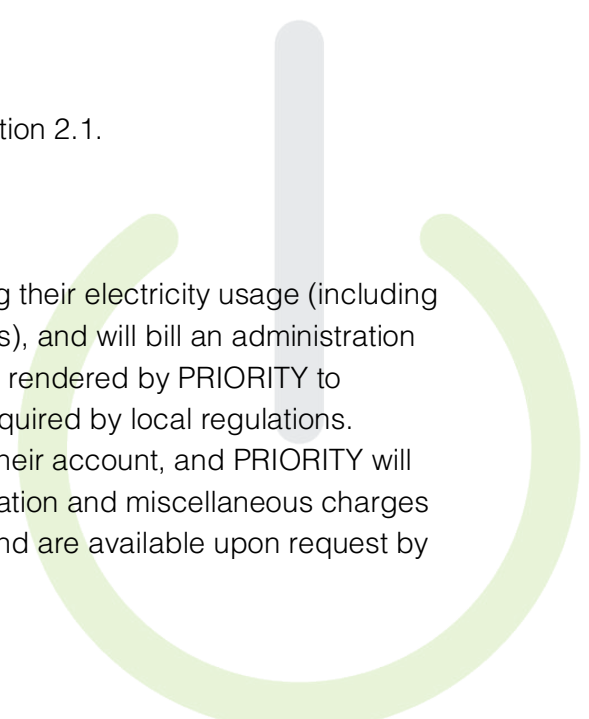 tion 2.1.
g their electricity usage (including
s), and will bill an administration
rendered by PRIORITY to
quired by local regulations.
heir account, and PRIORITY will
ation and miscellaneous charges
nd are available upon request by